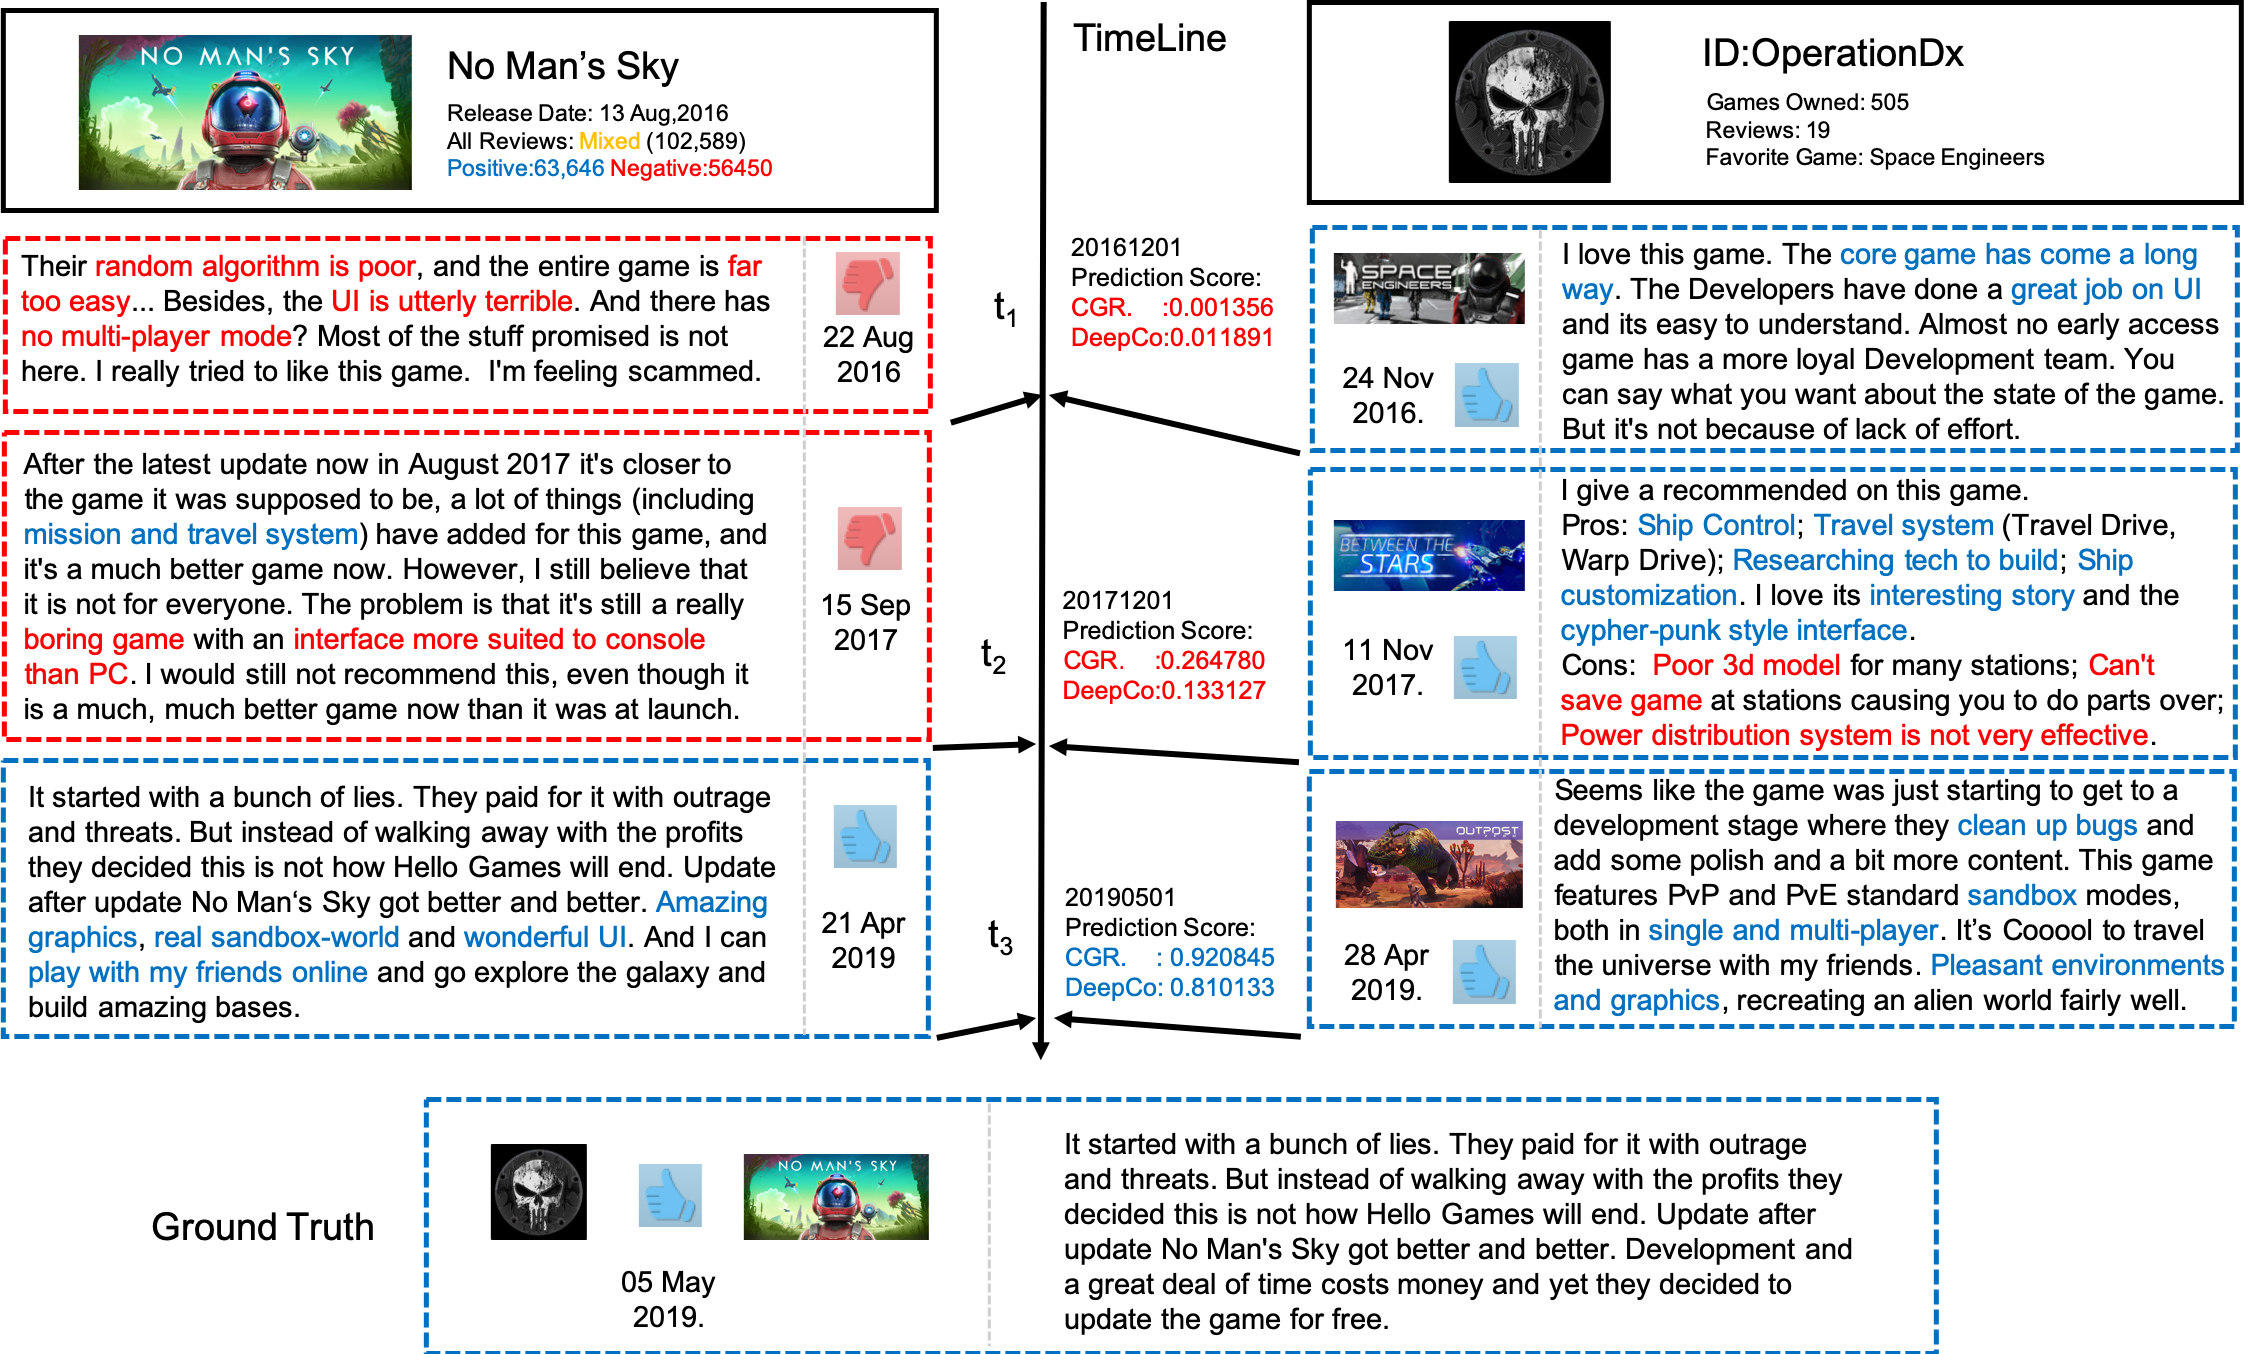 NO MAN'S SKY
No Man’s Sky
Release Date: 13 Aug,2016
All Reviews: Mixed (102,589)
Positive:63,646 Negative:56450
TimeLine
ID:OperationDx
Games Owned: 505
Reviews: 19
Favorite Game: Space Engineers
Their random algorithm is poor, and the entire game is far
too easy... Besides, the UI is utterly terrible. And there has
no multi-player mode? Most of the stuff promised is not
here. I really tried to like this game.  I'm feeling scammed.
22 Aug
2016
t1
20161201
Prediction Score:
CGR.    :0.001356
DeepCo:0.011891
SPACE
ENGINEERS
24 Nov
2016.
I love this game. The core game has come a long
way. The Developers have done a great job on UI
and its easy to understand. Almost no early access
game has a more loyal Development team. You
can say what you want about the state of the game.
But it's not because of lack of effort.
After the latest update now in August 2017 it's closer to
the game it was supposed to be, a lot of things (including
mission and travel system) have added for this game, and
it's a much better game now. However, I still believe that
it is not for everyone. The problem is that it's still a really
boring game with an interface more suited to console
than PC. I would still not recommend this, even though it
is a much, much better game now than it was at launch.
15 Sep
2017
t2
20171201
Prediction Score:
CGR.    :0.264780
DeepCo:0.133127
BETWEEN THE
STARS
11 Nov
2017.
I give a recommended on this game.
Pros: Ship Control; Travel system (Travel Drive,
Warp Drive); Researching tech to build; Ship
customization. I love its interesting story and the
cypher-punk style interface.
Cons:  Poor 3d model for many stations; Can't
save game at stations causing you to do parts over;
Power distribution system is not very effective.
It started with a bunch of lies. They paid for it with outrage
and threats. But instead of walking away with the profits
they decided this is not how Hello Games will end. Update
after update No Man‘s Sky got better and better. Amazing
graphics, real sandbox-world and wonderful UI. And I can
play with my friends online and go explore the galaxy and
build amazing bases.
21 Apr
2019
t3
20190501
Prediction Score:
CGR.    : 0.920845
DeepCo: 0.810133
OUTPOST
28 Apr
2019.
Seems like the game was just starting to get to a
development stage where they clean up bugs and
add some polish and a bit more content. This game
features PvP and PvE standard sandbox modes,
both in single and multi-player. It’s Cooool to travel
the universe with my friends. Pleasant environments
and graphics, recreating an alien world fairly well.
Ground Truth
NO MAN'S SKY
05 May
2019.
It started with a bunch of lies. They paid for it with outrage
and threats. But instead of walking away with the profits they
decided this is not how Hello Games will end. Update after
update No Man's Sky got better and better. Development and
a great deal of time costs money and yet they decided to
update the game for free.